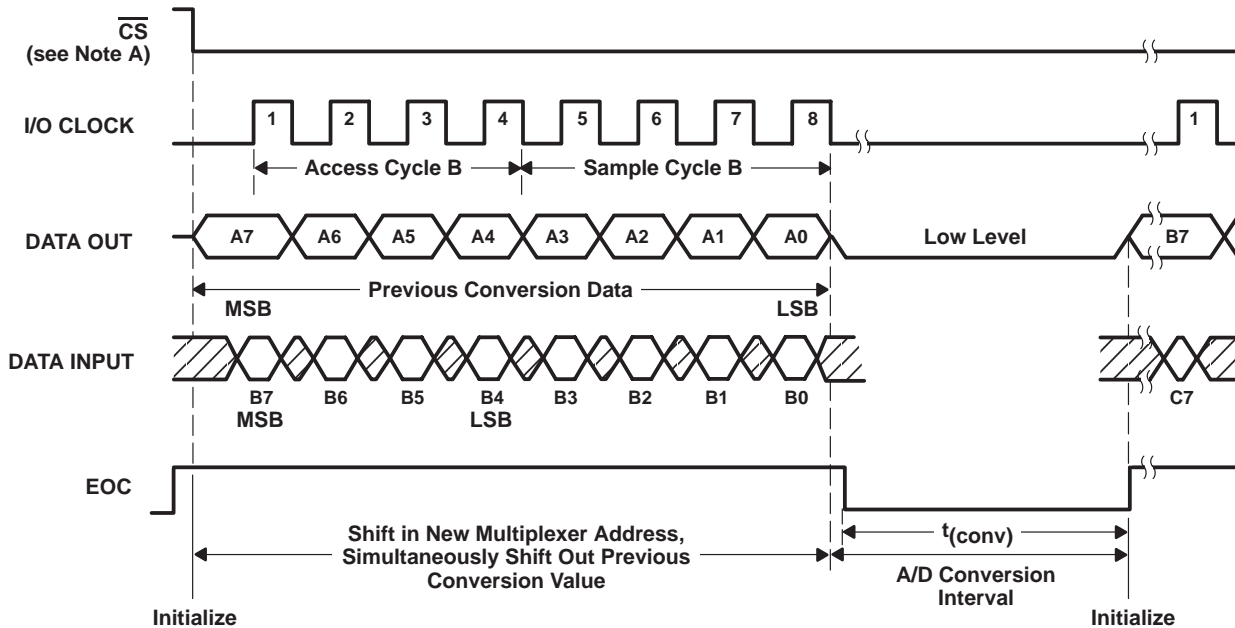 CS
(see Note A)
I/O CLOCK
1 2 3 4 5 6 7 8 1
Access Cycle B Sample Cycle B
DATA OUT
A7 A6 A5 A4 A3 A2 A1 A0 Low Level B7
Previous Conversion Data
MSB LSB
DATA INPUT
B7 B6 B5 B4 B3 B2 B1 B0 C7
MSB LSB
EOC
Shift in New Multiplexer Address,
Simultaneously Shift Out Previous
Conversion Value
t(conv)
A/D Conversion
Interval
Initialize Initialize